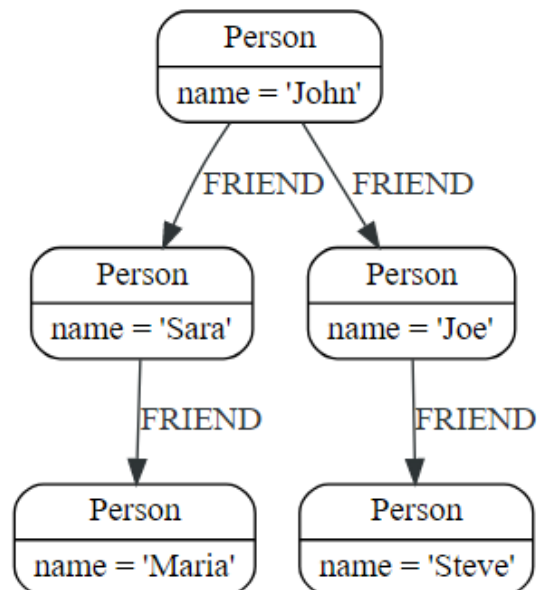 Person
name = 'John'
FRIEND FRIEND
Person Person
name = 'Sara' name = 'Joe'
FRIEND FRIEND
Person Person
name = 'Maria' name = 'Steve'